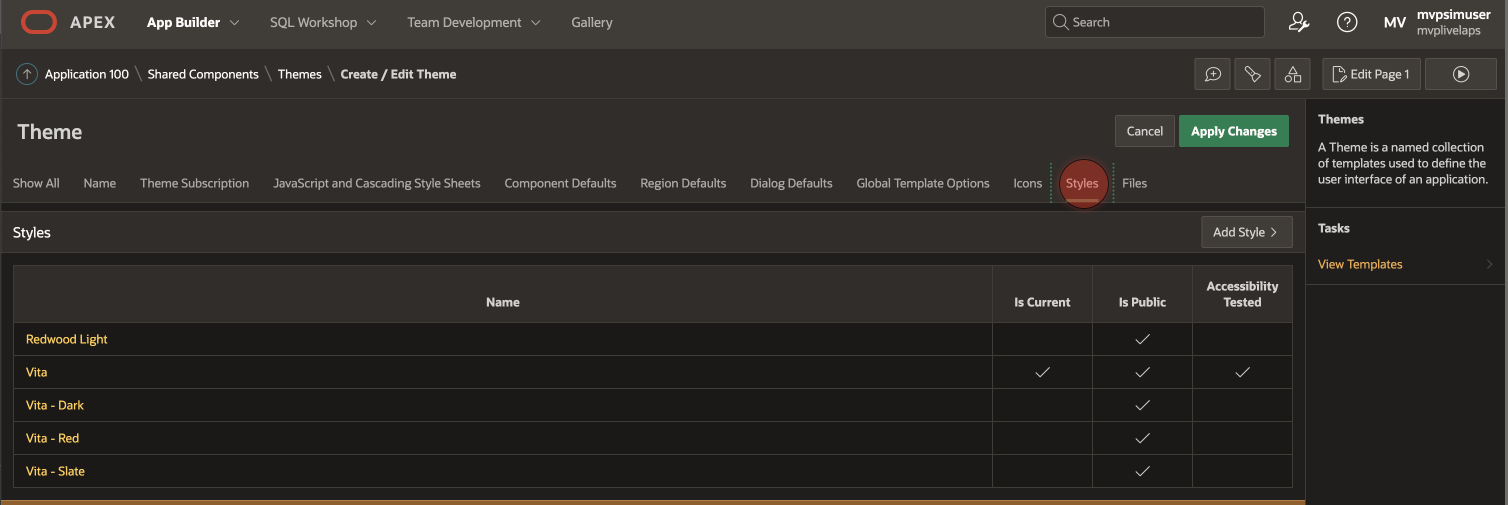 APEX App Builder SQL Workshop Team Development Gallery Search MV mvpsimuser
mvplivelaps
Application 100 \ Shared Components \ Themes \ Create / Edit Theme Edit Page 1
Theme Cancel Apply Changes
Show All Name Theme Subscription JavaScript and Cascading Style Sheets Component Defaults Region Defaults Dialog Defaults Global Template Options Icons Styles Files
Styles Add Style >
Name Is Current Is Public Accessibility
Tested
Redwood Light
Vita
Vita - Dark
Vita - Red
Vita - Slate
Themes
A Theme is a named collection
of templates used to define the
user interface of an application.
Tasks
View Templates